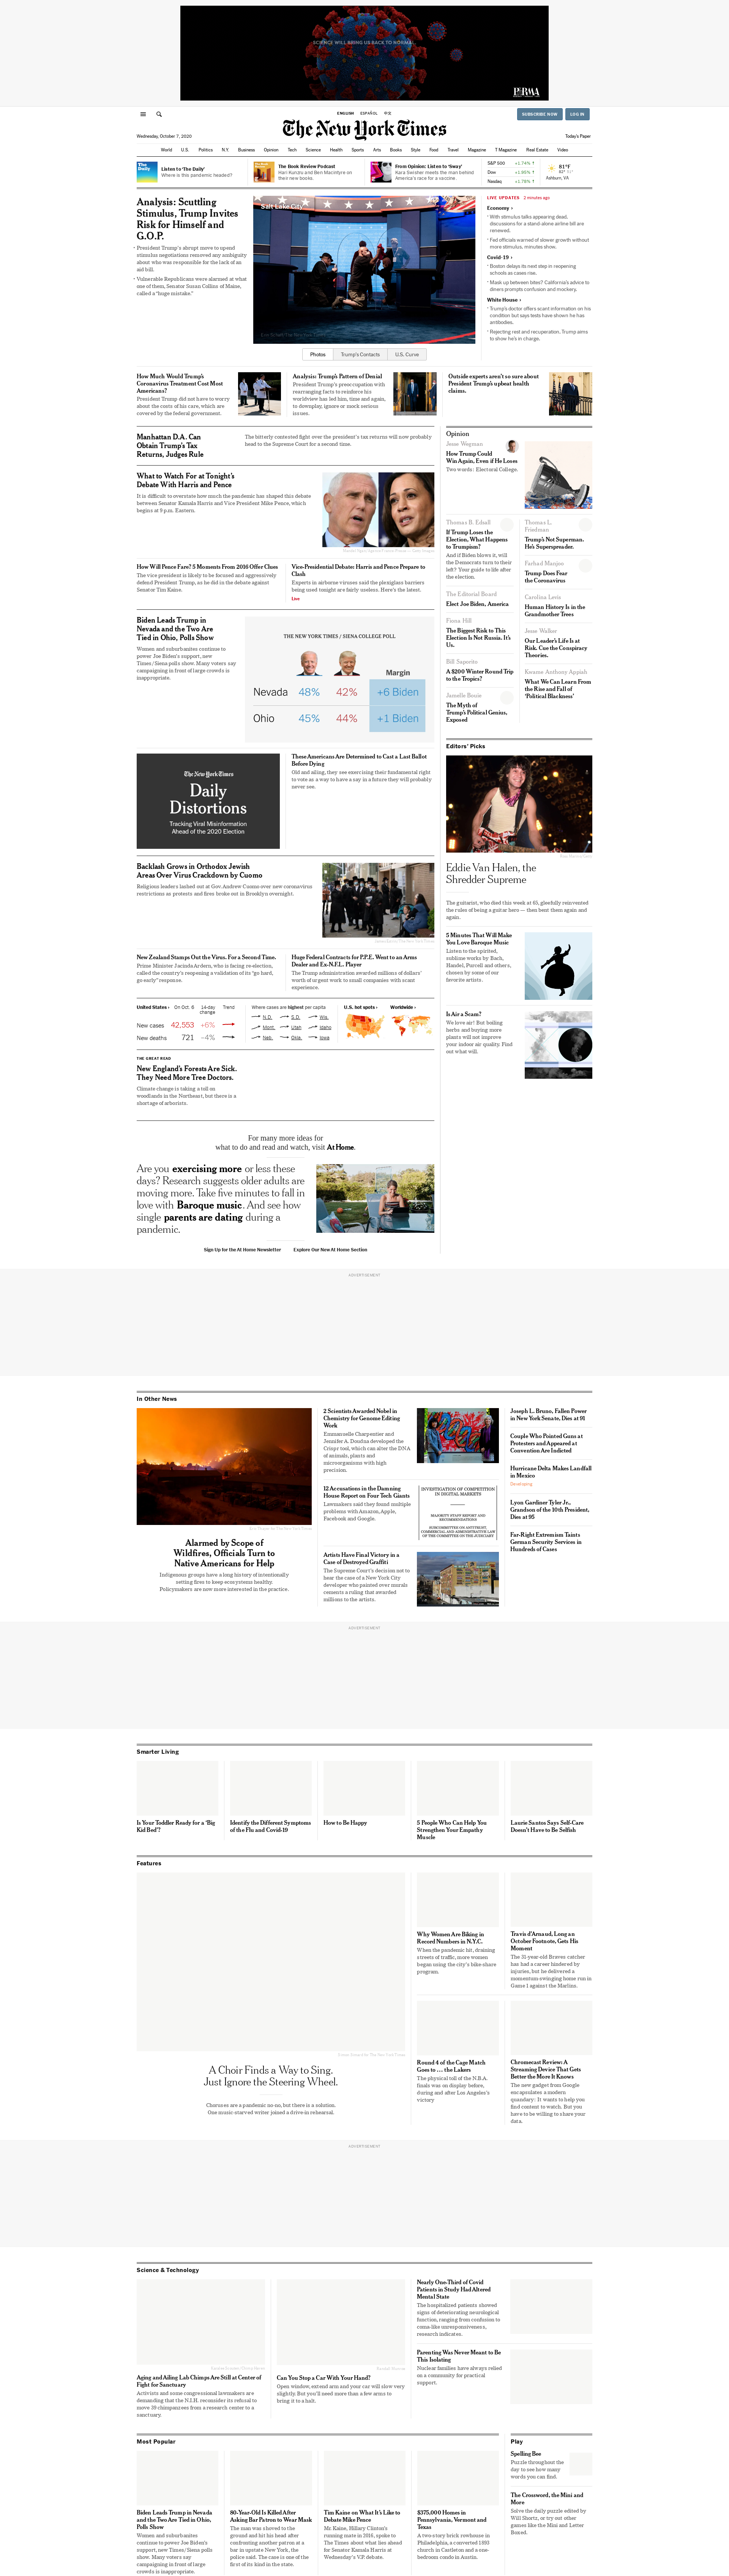 SCIENCE WILL BRING US BACK TO NORMAL.
PhRMA
ENGLISH ESPAÑOL 中文
SUBSCRIBE NOW LOG IN
The New York Times
Wednesday, October 7, 2020
Today's Paper
World U.S. Politics N.Y. Business Opinion Tech Science Health Sports Arts Books Style Food Travel Magazine T Magazine Real Estate Video
Listen to 'The Daily'
Where is this pandemic headed?
The Book Review Podcast
Hari Kunzru and Ben Macintyre on
their new books.
From Opinion: Listen to 'Sway'
Kara Swisher meets the man behind
America's race for a vaccine.
S&P 500 +1.74% ↑
Dow +1.86% ↑
Nasdaq +1.78% ↑
81°F
Ashburn, VA
Analysis: Scuttling
Stimulus, Trump Invites
Risk for Himself and
G.O.P.
President Trump's abrupt move to spend
stimulus negotiations removed any ambiguity
about who was responsible for the lack of an
aid bill.
Vulnerable Republicans were alarmed at what
one of them, Senator Susan Collins of Maine,
called a "huge mistake."
Salt Lake City
Photos Trump's Contacts U.S. Curve
LIVE UPDATES 2 minutes ago
Economy ›
With stimulus talks appearing dead,
discussions for a stand-alone airline bill are
renewed.
Fed officials warned of slower growth without
more stimulus, minutes show.
Covid-19 ›
Boston delays its next step in reopening
schools as cases rise.
Mask up between bites? California's advice to
diners prompts confusion and mockery.
White House ›
Trump's doctor offers scant information on his
condition but says tests have shown he has
antibodies.
Rejecting rest and recuperation, Trump aims
to show he's in charge.
How Much Would Trump's
Coronavirus Treatment Cost Most
Americans?
President Trump did not have to worry
about the costs of his care, which are
covered by the federal government.
Analysis: Trump's Pattern of Denial
President Trump's preoccupation with
rearranging facts to reinforce his
worldview has led him, time and again,
to downplay, ignore or mock serious
issues.
Outside experts aren't so sure about
President Trump's upbeat health
claims.
Manhattan D.A. Can
Obtain Trump's Tax
Returns, Judges Rule
The bitterly contested fight over the president's tax returns will now probably
head to the Supreme Court for a second time.
What to Watch For at Tonight's
Debate With Harris and Pence
It is difficult to overstate how much the pandemic has shaped this debate
between Senator Kamala Harris and Vice President Mike Pence, which
begins at 9 p.m. Eastern.
How Will Pence Fare? 5 Moments From 2016 Offer Clues
The vice president is likely to be focused and aggressively
defend President Trump, as he did in the debate against
Senator Tim Kaine.
Vice-Presidential Debate: Harris and Pence Prepare to
Clash
Experts in airborne viruses said the plexiglass barriers
being used tonight are fairly useless. Here's the latest.
Live
Biden Leads Trump in
Nevada and the Two Are
Tied in Ohio, Polls Show
Women and suburbanites continue to
power Joe Biden's support, new
Times/Siena polls show. Many voters say
campaigning in front of large crowds is
inappropriate.
THE NEW YORK TIMES / SIENA COLLEGE POLL
Margin
Nevada 48% 42% +6 Biden
Ohio 45% 44% +1 Biden
The New York Times
Daily
Distortions
Tracking Viral Misinformation
Ahead of the 2020 Election
These Americans Are Determined to Cast a Last Ballot
Before Dying
Old and ailing, they see exercising their fundamental right
to vote as a way to have a say in a future they will probably
never see.
Backlash Grows in Orthodox Jewish
Areas Over Virus Crackdown by Cuomo
Religious leaders lashed out at Gov. Andrew Cuomo over new coronavirus
restrictions as protests and fires broke out in Brooklyn overnight.
New Zealand Stamps Out the Virus. For a Second Time.
Prime Minister Jacinda Ardern, who is facing re-election,
called the country's reopening a validation of its "go hard,
go early" response.
Huge Federal Contracts for P.P.E. Went to an Arms
Dealer and Ex-N.F.L. Player
The Trump administration awarded millions of dollars'
worth of urgent work to small companies with scant
experience.
United States › On Oct. 6 14-day change Trend
New cases 42,553 +6%
New deaths 721 –4%
Where cases are highest per capita
N.D. S.D. Wis.
Mont. Utah Idaho
Neb. Okla. Iowa
U.S. hot spots › Worldwide ›
THE GREAT READ
New England's Forests Are Sick.
They Need More Tree Doctors.
Climate change is taking a toll on
woodlands in the Northeast, but there is a
shortage of arborists.
For many more ideas for
what to do and read and watch, visit At Home.
Are you exercising more or less these
days? Research suggests older adults are
moving more. Take five minutes to fall in
love with Baroque music. And see how
single parents are dating during a
pandemic.
Sign Up for the At Home Newsletter Explore Our New At Home Section
Opinion
Jesse Wegman
How Trump Could
Win Again, Even if He Loses
Two words: Electoral College.
Thomas B. Edsall
If Trump Loses the
Election, What Happens
to Trumpism?
And if Biden blows it, will
the Democrats turn to their
left? Your guide to life after
the election.
The Editorial Board
Elect Joe Biden, America
Fiona Hill
The Biggest Risk to This
Election Is Not Russia. It's
Us.
Bill Saporito
A $200 Winter Round Trip
to the Tropics?
Jamelle Bouie
The Myth of
Trump's Political Genius,
Exposed
Thomas L.
Friedman
Trump's Not Superman.
He's Superspreader.
Farhad Manjoo
Trump Does Fear
the Coronavirus
Carolina Loris
Human History Is in the
Grandmother Trees
Jesse Walker
Our Leader's Life Is at
Risk. Cue the Conspiracy
Theories.
Kwame Anthony Appiah
What We Can Learn From
the Rise and Fall of
'Political Blackness'
Editors' Picks
Eddie Van Halen, the
Shredder Supreme
The guitarist, who died this week at 65, gleefully reinvented
the rules of being a guitar hero — then bent them again and
again.
5 Minutes That Will Make
You Love Baroque Music
Listen to the spirited,
sublime works by Bach,
Handel, Purcell and others,
chosen by some of our
favorite artists.
Is Air a Scam?
We love air! But boiling
herbs and buying more
plants will not improve
your indoor air quality. Find
out what will.
ADVERTISEMENT
In Other News
Alarmed by Scope of
Wildfires, Officials Turn to
Native Americans for Help
Indigenous groups have a long history of intentionally
setting fires to keep ecosystems healthy.
Policymakers are now more interested in the practice.
2 Scientists Awarded Nobel in
Chemistry for Genome Editing
Work
Emmanuelle Charpentier and
Jennifer A. Doudna developed the
Crispr tool, which can alter the DNA
of animals, plants and
microorganisms with high
precision.
12 Accusations in the Damning
House Report on Four Tech Giants
Lawmakers said they found multiple
problems with Amazon, Apple,
Facebook and Google.
INVESTIGATION OF COMPETITION
IN DIGITAL MARKETS
MAJORITY STAFF REPORT AND
RECOMMENDATIONS
SUBCOMMITTEE ON ANTITRUST,
COMMERCIAL AND ADMINISTRATIVE LAW
OF THE COMMITTEE ON THE JUDICIARY
Artists Have Final Victory in a
Case of Destroyed Graffiti
The Supreme Court's decision not to
hear the case of a New York City
developer who painted over murals
cements a ruling that awarded
millions to the artists.
Joseph L. Bruno, Fallen Power
in New York Senate, Dies at 91
Couple Who Pointed Guns at
Protesters and Appeared at
Convention Are Indicted
Hurricane Delta Makes Landfall
in Mexico
Developing
Lyon Gardiner Tyler Jr.,
Grandson of the 10th President,
Dies at 95
Far-Right Extremism Taints
German Security Services in
Hundreds of Cases
ADVERTISEMENT
Smarter Living
Is Your Toddler Ready for a 'Big
Kid Bed'?
Identify the Different Symptoms
of the Flu and Covid-19
How to Be Happy
5 People Who Can Help You
Strengthen Your Empathy
Muscle
Laurie Santos Says Self-Care
Doesn't Have to Be Selfish
Features
A Choir Finds a Way to Sing.
Just Ignore the Steering Wheel.
Choruses are a pandemic no-no, but there is a solution.
One music-starved writer joined a drive-in rehearsal.
Why Women Are Biking in
Record Numbers in N.Y.C.
When the pandemic hit, draining
streets of traffic, more women
began using the city's bike-share
program.
Travis d'Arnaud, Long an
October Footnote, Gets His
Moment
The 31-year-old Braves catcher
has had a career hindered by
injuries, but he delivered a
momentum-swinging home run in
Game 1 against the Marlins.
Round 4 of the Cage Match
Goes to … the Lakers
The physical toll of the N.B.A.
finals was on display before,
during and after Los Angeles's
victory
Chromecast Review: A
Streaming Device That Gets
Better the More It Knows
The new gadget from Google
encapsulates a modern
quandary: It wants to help you
find content to watch. But you
have to be willing to share your
data.
ADVERTISEMENT
Science & Technology
Aging and Ailing Lab Chimps Are Still at Center of
Fight for Sanctuary
Activists and some congressional lawmakers are
demanding that the N.I.H. reconsider its refusal to
move 39 chimpanzees from a research center to a
sanctuary.
Can You Stop a Car With Your Hand?
Open window, extend arm and your car will slow very
slightly. But you'll need more than a few arms to
bring it to a halt.
Nearly One-Third of Covid
Patients in Study Had Altered
Mental State
The hospitalized patients showed
signs of deteriorating neurological
function, ranging from confusion to
coma-like unresponsiveness,
research indicates.
Parenting Was Never Meant to Be
This Isolating
Nuclear families have always relied
on a community for practical
support.
Most Popular
Biden Leads Trump in Nevada
and the Two Are Tied in Ohio,
Polls Show
Women and suburbanites
continue to power Joe Biden's
support, new Times/Siena polls
show. Many voters say
campaigning in front of large
crowds is inappropriate.
80-Year-Old Is Killed After
Asking Bar Patron to Wear Mask
The man was shoved to the
ground and hit his head after
confronting another patron at a
bar in upstate New York, the
police said. The case is one of the
first of its kind in the state.
Tim Kaine on What It's Like to
Debate Mike Pence
Mr. Kaine, Hillary Clinton's
running mate in 2016, spoke to
The Times about what lies ahead
for Senator Kamala Harris at
Wednesday's V.P. debate.
$375,000 Homes in
Pennsylvania, Vermont and
Texas
A two-story brick rowhouse in
Philadelphia, a converted 1893
church in Castleton and a one-
bedroom condo in Austin.
Play
Spelling Bee
Puzzle throughout the
day to see how many
words you can find.
The Crossword, the Mini and
More
Solve the daily puzzle edited by
Will Shortz, or try out other
games like the Mini and Letter
Boxed.